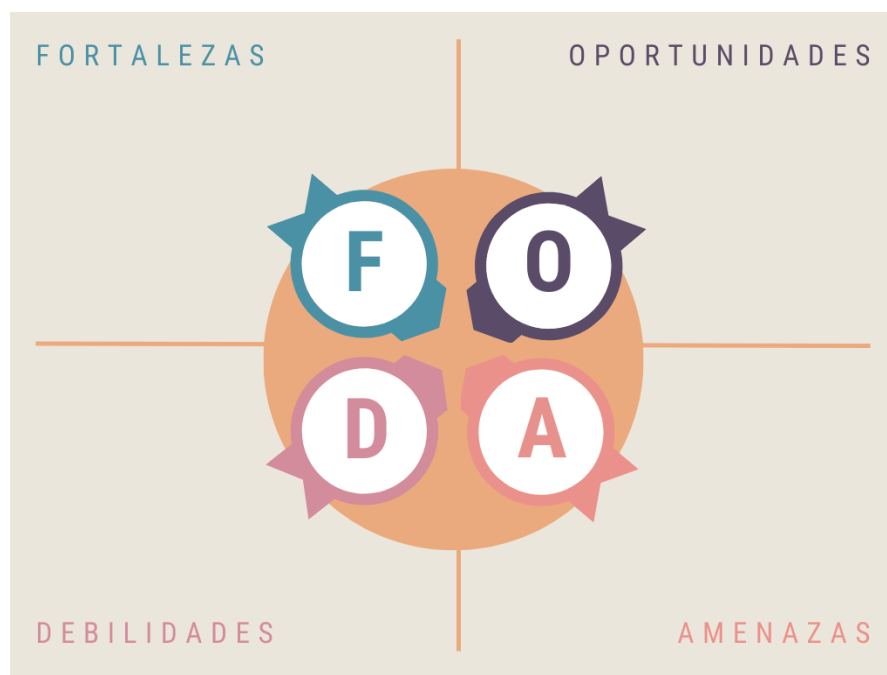 FORTALEZAS
OPORTUNIDADES
F
O
D
A
DEBILIDADES
AMENAZAS